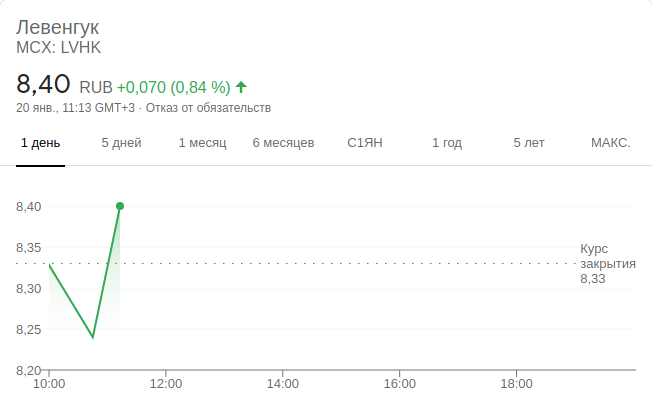 Левенгук
MCX: LVHK
8,40 RUB +0,070 (0,84 %)
20 янв., 11:13 GMT+3 · Отказ от обязательств
1 день 5 дней 1 месяц 6 месяцев С1ЯН 1 год 5 лет МАКС.
8,40
8,35
8,30
8,25
8,20
Курс
закрытия
8,33
10:00 12:00 14:00 16:00 18:00